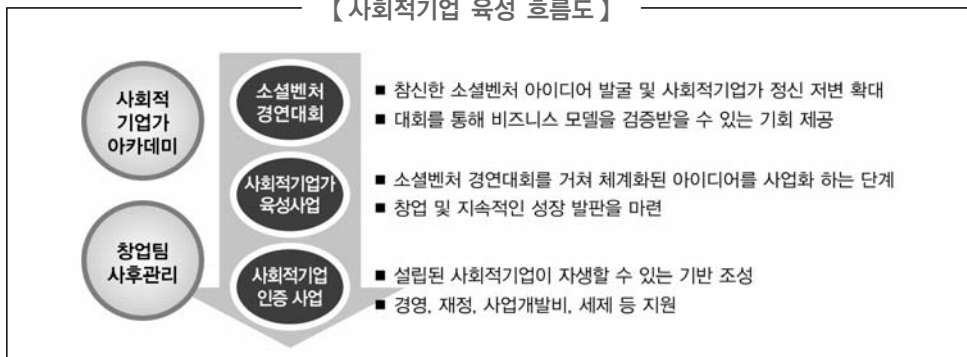 【 사회적기업 육성 흐름도 】
사회적
기업가
아카데미
창업팀
사후관리
소셜벤처
경연대회
■ 참신한 소셜벤처 아이디어 발굴 및 사회적기업가 정신 저변 확대
■ 대회를 통해 비즈니스 모델을 검증받을 수 있는 기회 제공
사회적기업가
육성사업
■ 소셜벤처 경연대회를 거쳐 체계화된 아이디어를 사업화 하는 단계
■ 창업 및 지속적인 성장 발판을 마련
사회적기업
인증 사업
■ 설립된 사회적기업이 자생할 수 있는 기반 조성
■ 경영, 재정, 사업개발비, 세제 등 지원